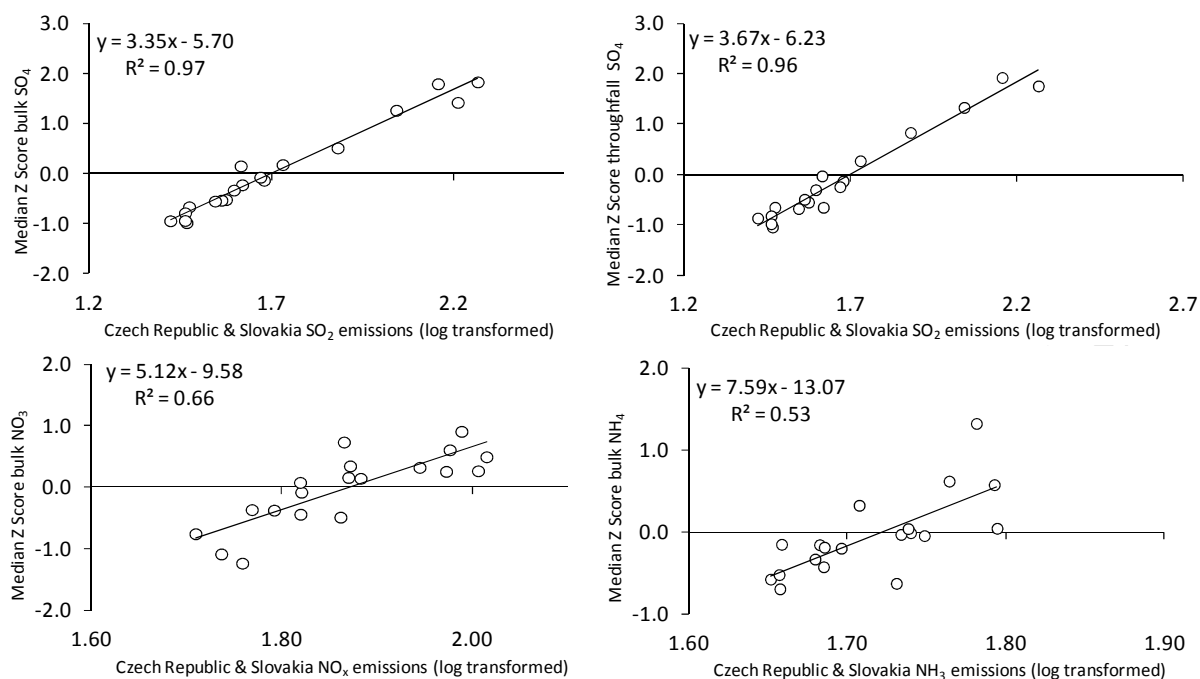 Median Z Score bulk SO₄
3.0
2.0
1.0
0.0
-1.0
-2.0
y = 3.35x - 5.70
R² = 0.97
1.2
1.7
2.2
Czech Republic & Slovakia SO₂ emissions (log transformed)
Median Z Score throughfall SO₄
3.0
2.0
1.0
0.0
-1.0
-2.0
y = 3.67x - 6.23
R² = 0.96
1.2
1.7
2.2
2.7
Czech Republic & Slovakia SO₂ emissions (log transformed)
Median Z Score bulk NO₃
2.0
1.0
0.0
-1.0
-2.0
y = 5.12x - 9.58
R² = 0.66
1.60
1.80
2.00
Czech Republic & Slovakia NOₓ emissions (log transformed)
Median Z Score bulk NH₄
2.0
1.0
0.0
-1.0
y = 7.59x - 13.07
R² = 0.53
1.60
1.70
1.80
1.90
Czech Republic & Slovakia NH₃ emissions (log transformed)